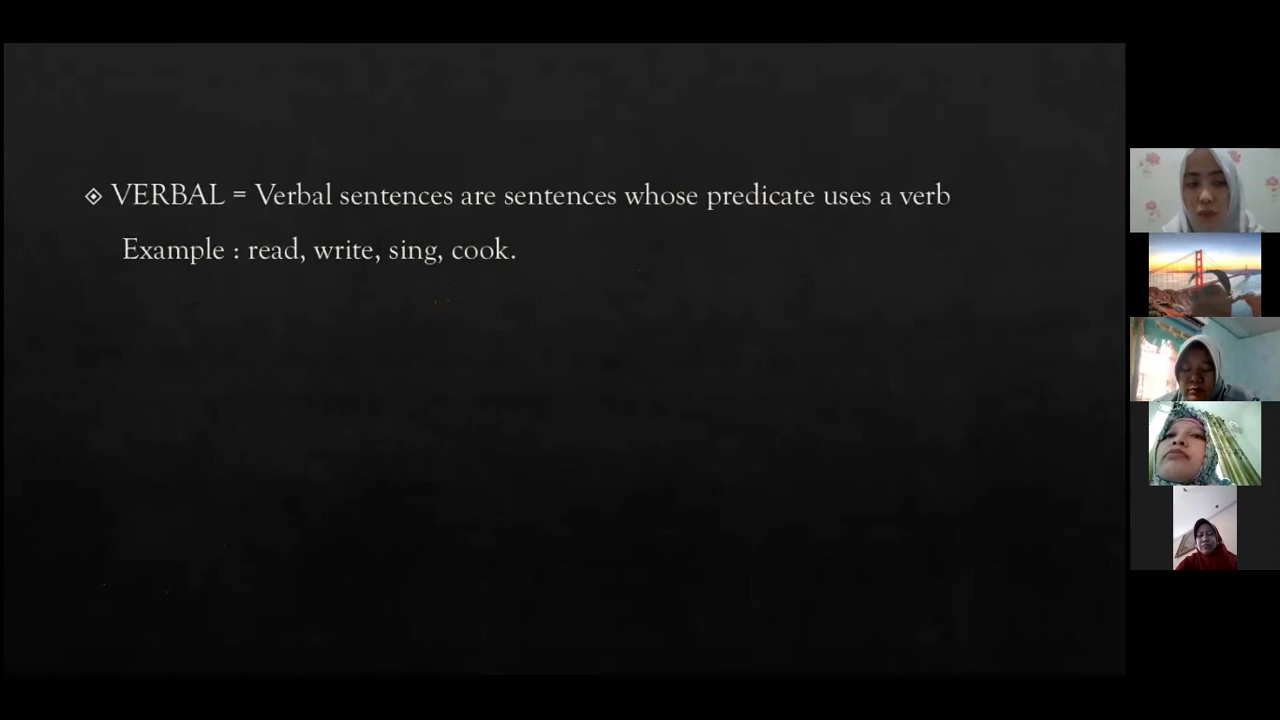 VERBAL = Verbal sentences are sentences whose predicate uses a verb
Example : read, write, sing, cook.